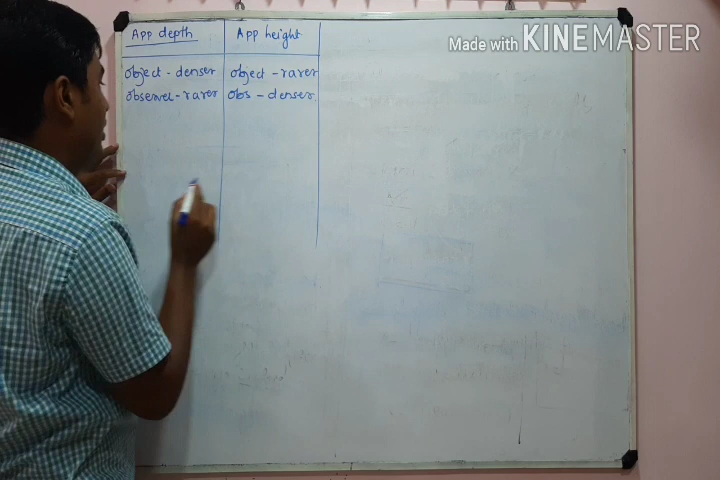 App depth App height
Object - denser object - rarer
Observer - rarer Obs - denser
Made with KINEMASTER